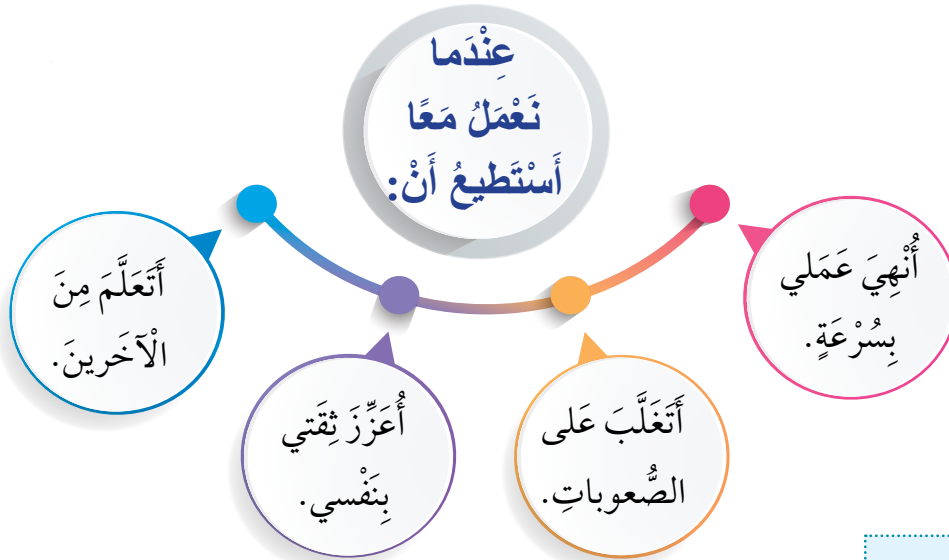 عِنْدَما
نَعْمَلُ مَعًا
أَسْتَطيعُ أَنْ:
أُنْهِيَ عَمَلي
بِسُرْعَةٍ.
أَتَغَلَّبَ عَلى
الصُّعوباتِ.
أُعَزِّزَ ثِقَتي
بِنَفْسي.
أَتَعَلَّمَ مِنَ
الْآخَرينَ.